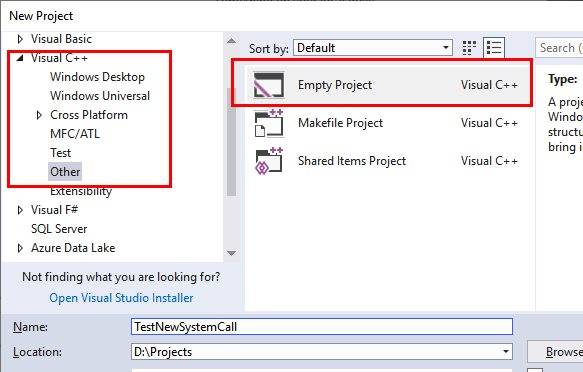 New Project
Visual Basic
Visual C++
Windows Desktop
Windows Universal
Cross Platform
MFC/ATL
Test
Other
Extensibility
Visual F#
SQL Server
Azure Data Lake
Not finding what you are looking for?
Open Visual Studio Installer
Sort by: Default
Search (
Empty Project Visual C++
Makefile Project Visual C++
Shared Items Project Visual C++
Type:
A proje
Windo
structu
bring i
Name: TestNewSystemCall
Location: D:\Projects
Browse